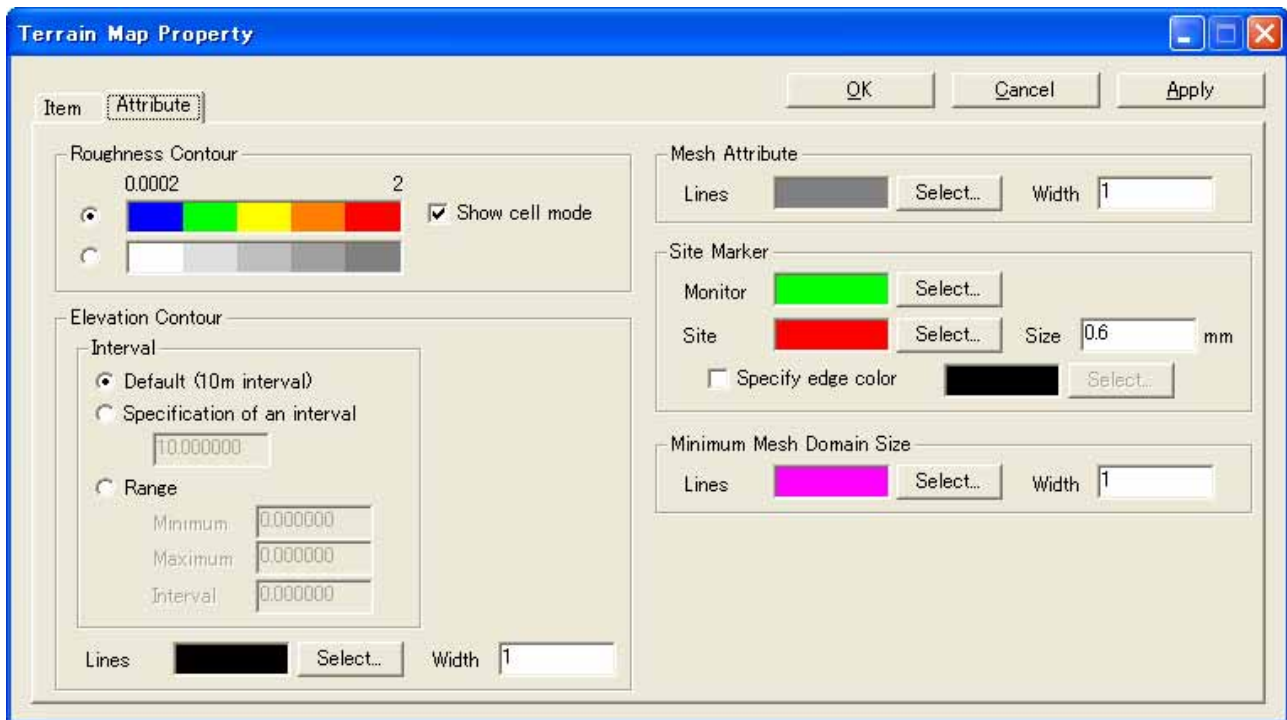 Terrain Map Property
OK Cancel Apply
Item Attribute
Roughness Contour
0.0002 2
Show cell mode
Elevation Contour
Interval
Default (10m interval)
Specification of an interval
10.000000
Range
Minimum 0.000000
Maximum 0.000000
Interval 0.000000
Lines Select... Width 1
Mesh Attribute
Lines Select... Width 1
Site Marker
Monitor Select...
Site Select... Size 0.6 mm
Specify edge color Select...
Minimum Mesh Domain Size
Lines Select... Width 1